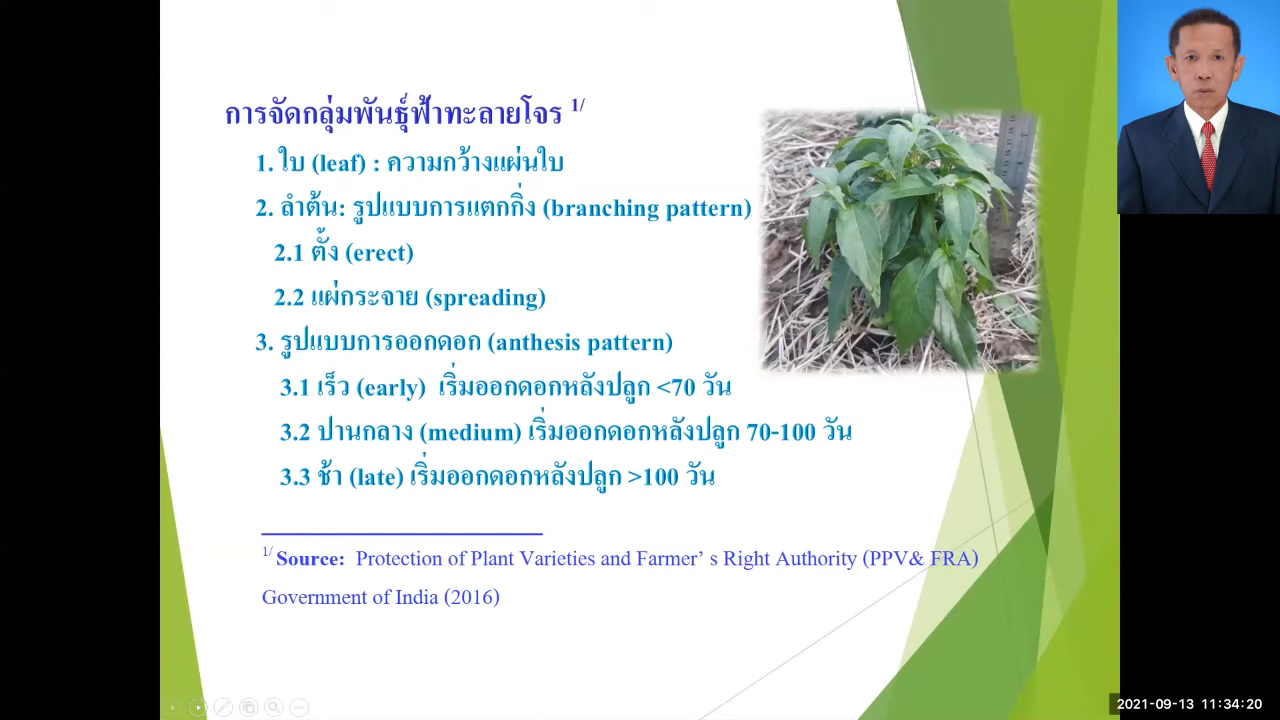 การจัดกลุ่มพันธุ์ฟ้าทะลายโจร 1/
1. ใบ (leaf) : ความกว้างแผ่นใบ
2. ลำต้น: รูปแบบการแตกกิ่ง (branching pattern)
2.1 ตั้ง (erect)
2.2 แผ่กระจาย (spreading)
3. รูปแบบการออกดอก (anthesis pattern)
3.1 เร็ว (early) เริ่มออกดอกหลังปลูก <70 วัน
3.2 ปานกลาง (medium) เริ่มออกดอกหลังปลูก 70-100 วัน
3.3 ช้า (late) เริ่มออกดอกหลังปลูก >100 วัน
1/ Source: Protection of Plant Varieties and Farmer’ s Right Authority (PPV& FRA)
Government of India (2016)
2021-09-13 11:34:20